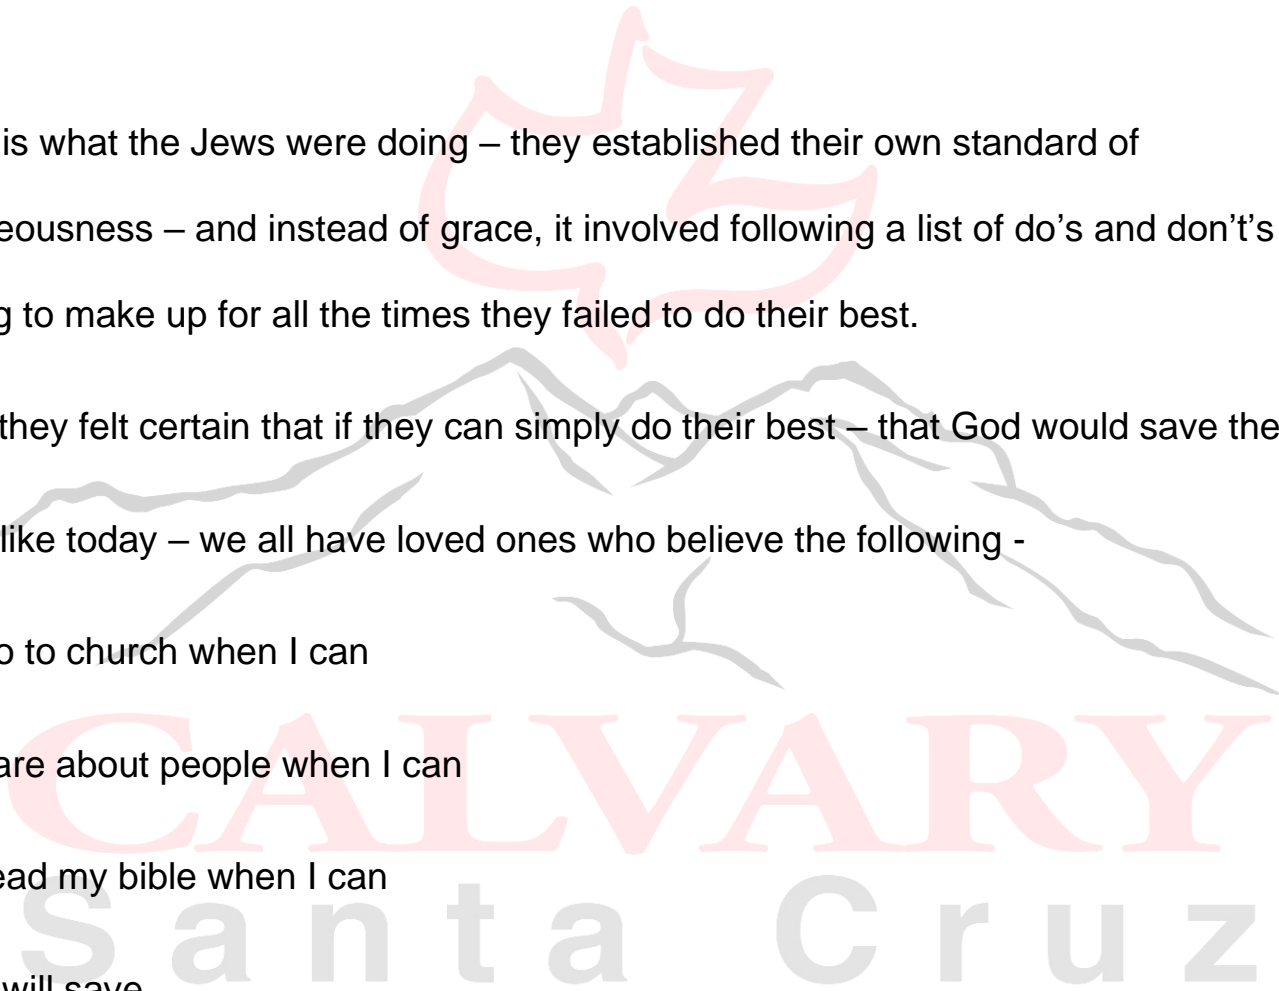 is what the Jews were doing – they established their own standard of
eousness – and instead of grace, it involved following a list of do's and don't's
g to make up for all the times they failed to do their best.
they felt certain that if they can simply do their best – that God would save the
like today – we all have loved ones who believe the following -
o to church when I can
are about people when I can
ead my bible when I can
will save
CALVARY
Santa Cruz